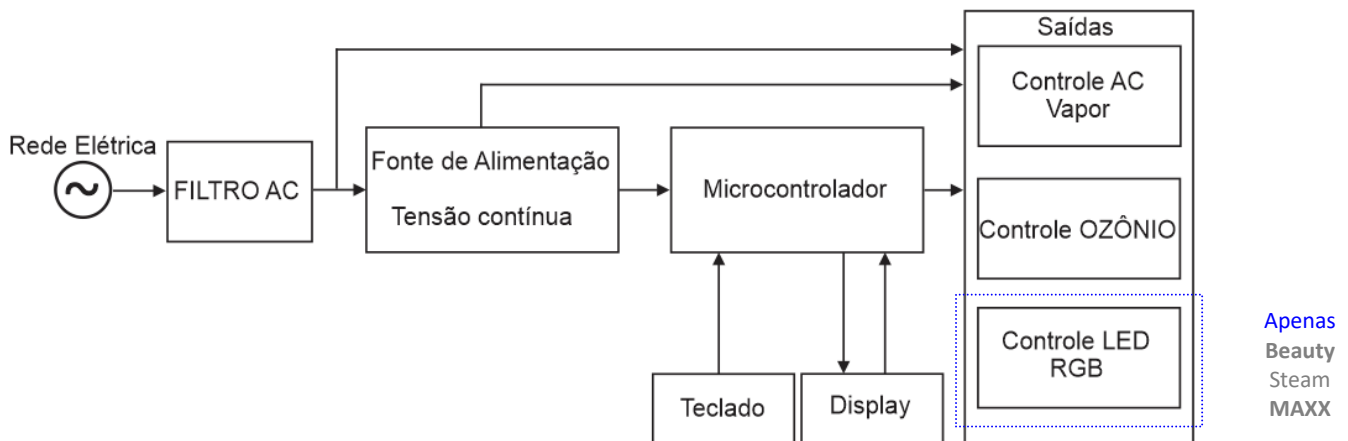 Saídas
Controle AC
Vapor
Rede Elétrica
~
FILTRO AC
Fonte de Alimentação
Tensão contínua
Microcontrolador
Controle OZÔNIO
Controle LED
RGB
Teclado
Display
Apenas
Beauty
Steam
MAXX